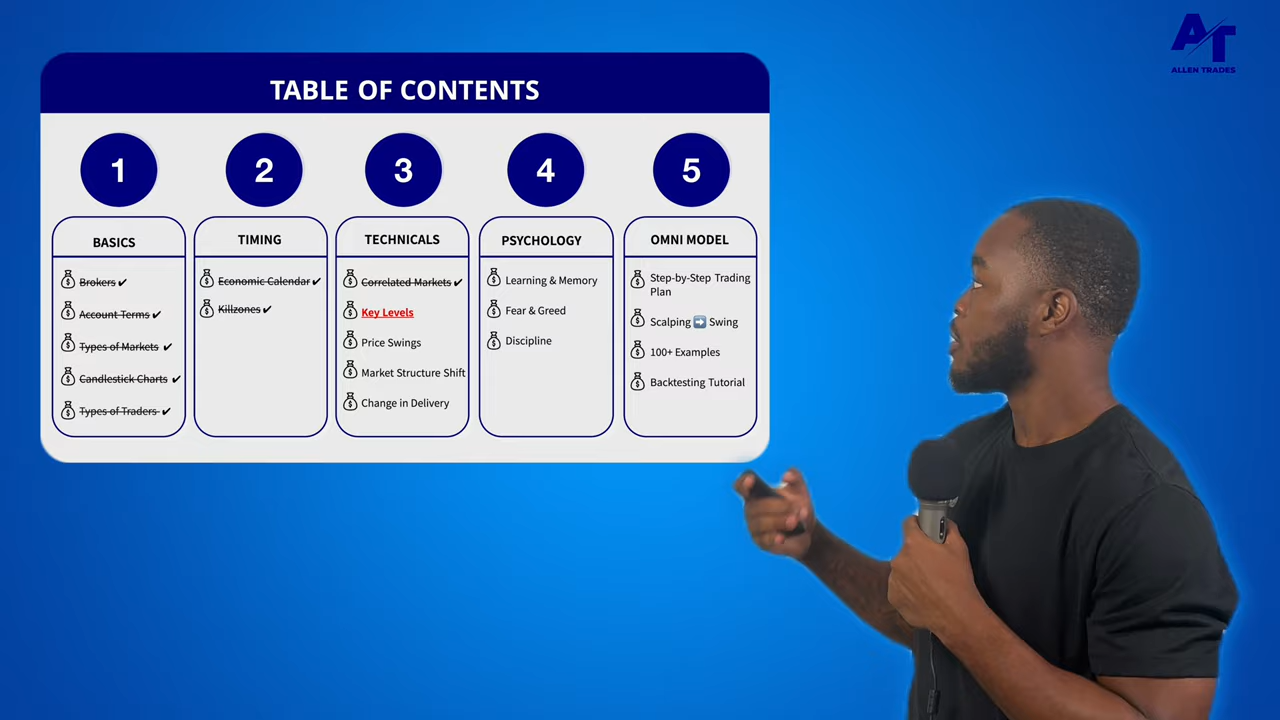 AT
ALLEN TRADES
TABLE OF CONTENTS
1
2
3
4
5
BASICS
Brokers ✔
Account Terms ✔
Types of Markets ✔
Candlestick Charts ✔
Types of Traders ✔
TIMING
Economic Calendar ✔
Killzones ✔
TECHNICALS
Correlated Markets ✔
Key Levels
Price Swings
Market Structure Shift
Change in Delivery
PSYCHOLOGY
Learning & Memory
Fear & Greed
Discipline
OMNI MODEL
Step-by-Step Trading
Plan
Scalping ➡️ Swing
100+ Examples
Backtesting Tutorial